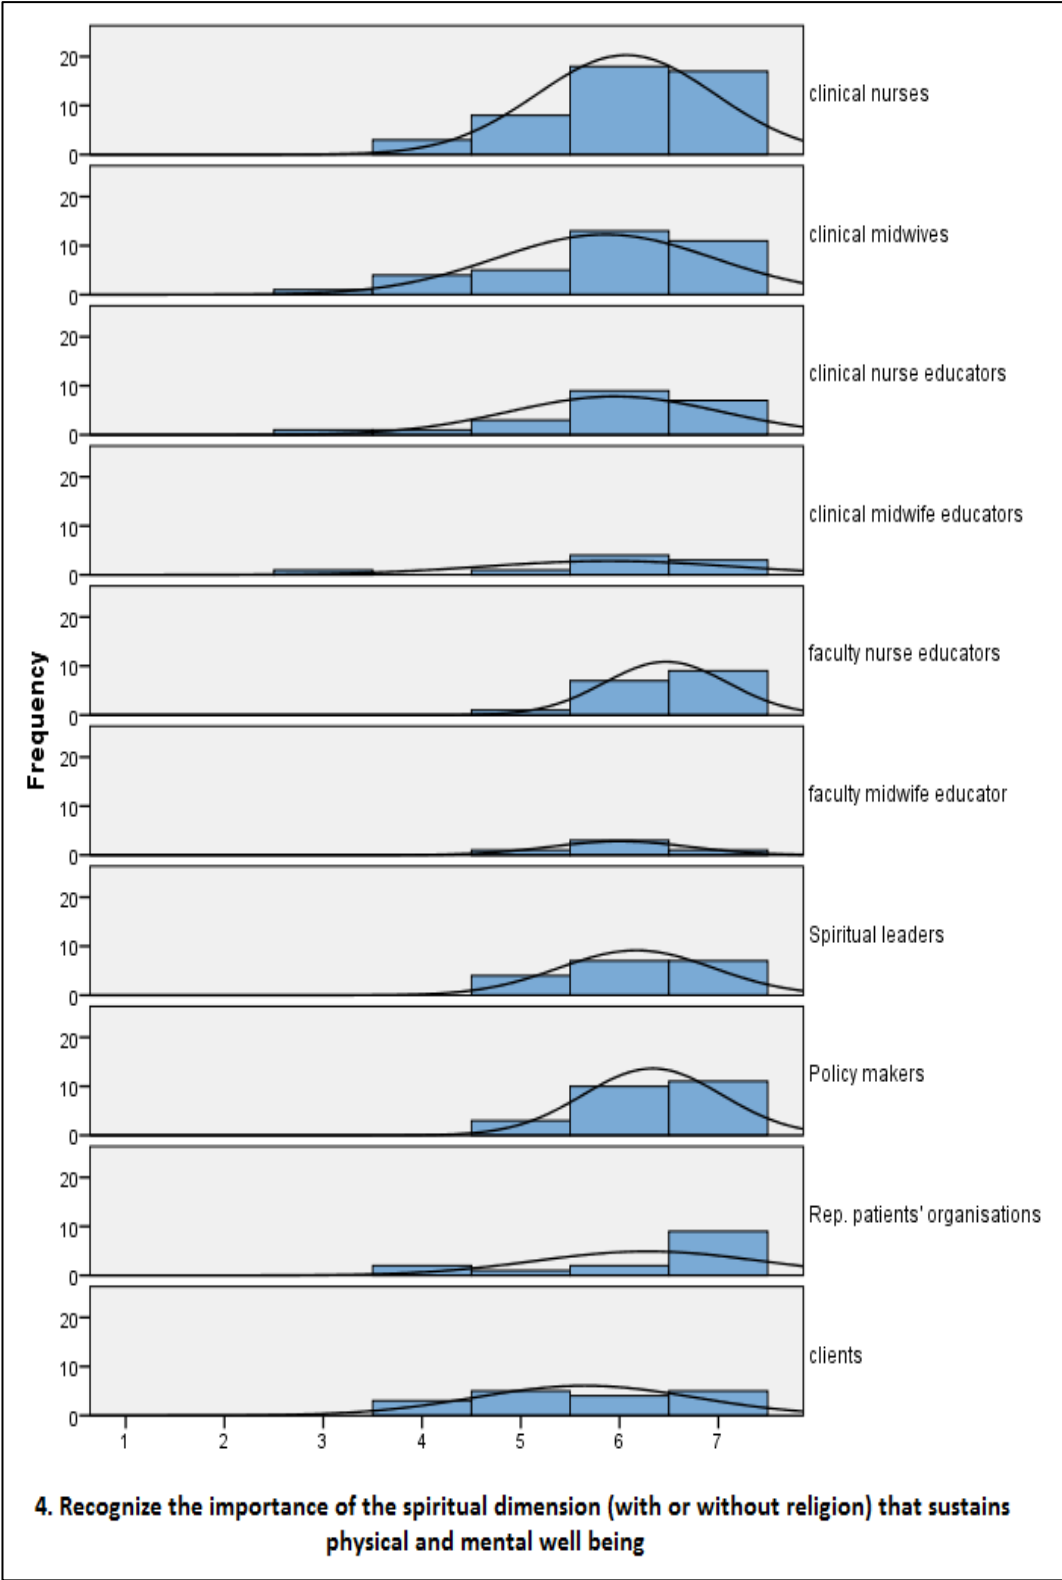 20
10
0
clinical nurses
20
10
0
clinical midwives
20
10
0
clinical nurse educators
20
10
0
clinical midwife educators
20
10
0
faculty nurse educators
20
10
0
faculty midwife educator
20
10
0
Spiritual leaders
20
10
0
Policy makers
20
10
0
Rep. patients' organisations
20
10
0
clients
Frequency
1 2 3 4 5 6 7
4. Recognize the importance of the spiritual dimension (with or without religion) that sustains
physical and mental well being